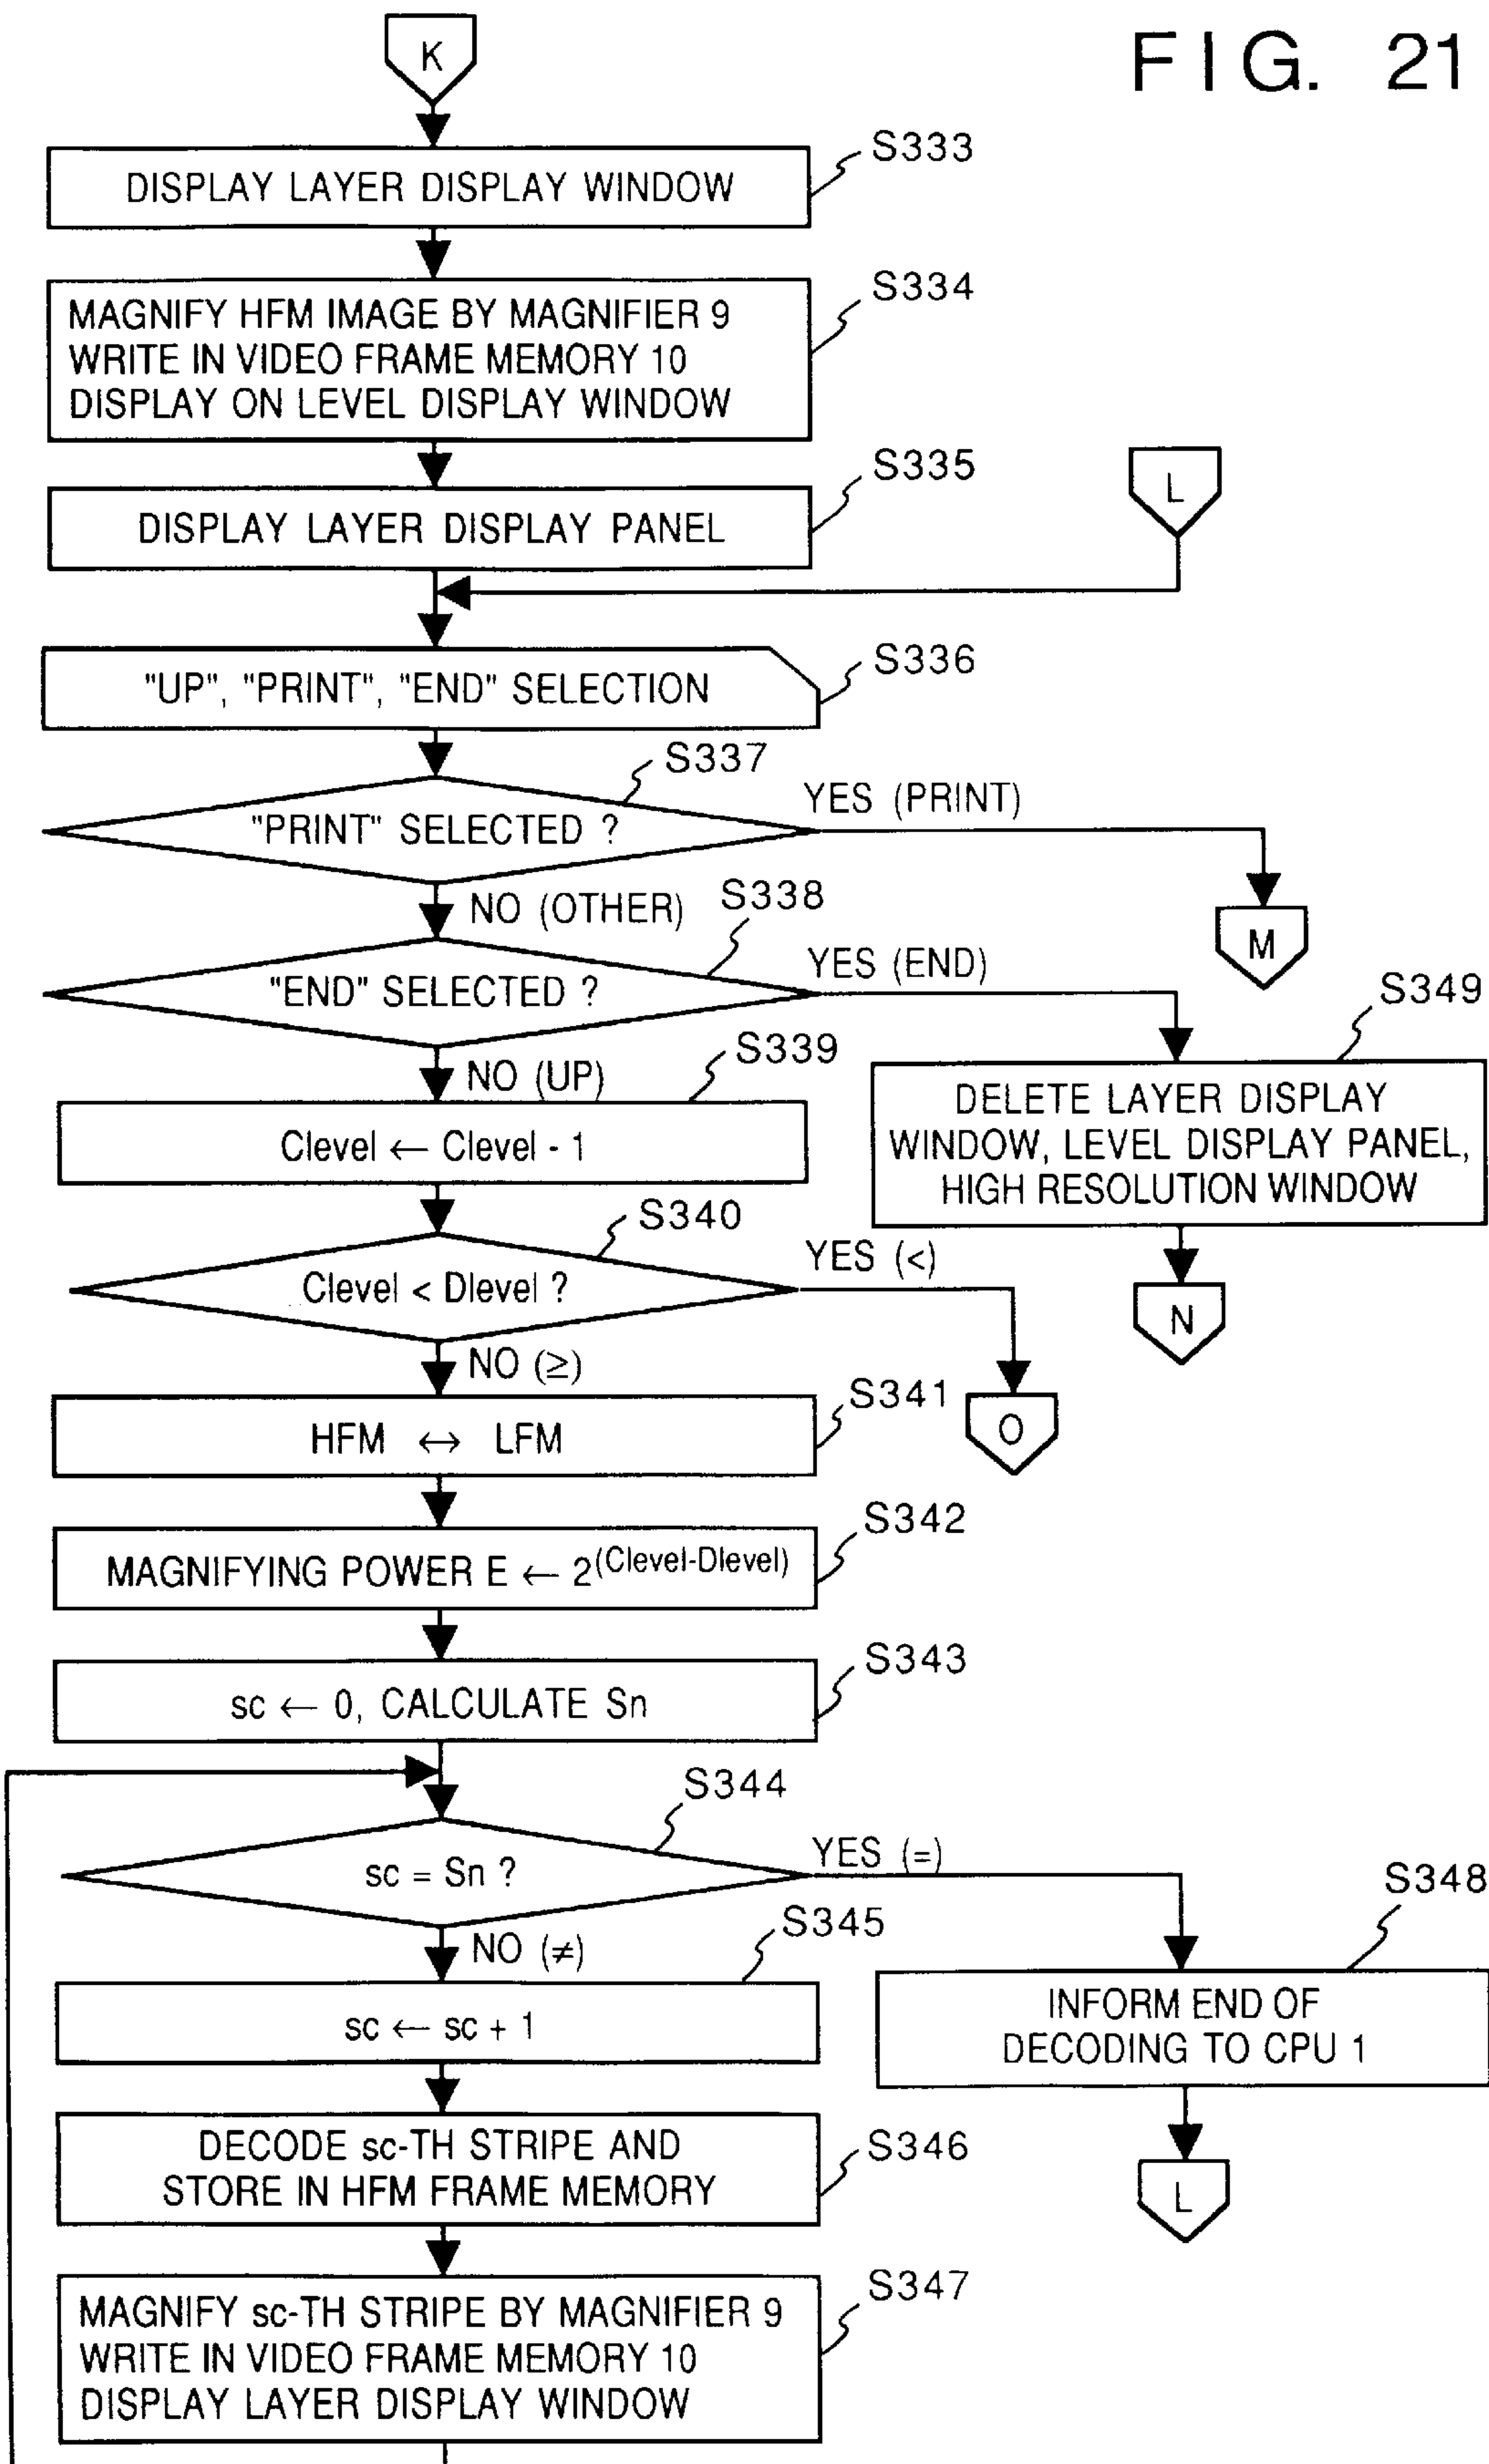 FIG. 21
K
S333
DISPLAY LAYER DISPLAY WINDOW
S334
MAGNIFY HFM IMAGE BY MAGNIFIER 9
WRITE IN VIDEO FRAME MEMORY 10
DISPLAY ON LEVEL DISPLAY WINDOW
S335
DISPLAY LAYER DISPLAY PANEL
L
S336
"UP", "PRINT", "END" SELECTION
S337
"PRINT" SELECTED ?
YES (PRINT)
M
NO (OTHER)
S338
"END" SELECTED ?
YES (END)
S349
DELETE LAYER DISPLAY
WINDOW, LEVEL DISPLAY PANEL,
HIGH RESOLUTION WINDOW
N
NO (UP)
S339
Clevel ← Clevel - 1
S340
Clevel < Dlevel ?
YES (<)
O
NO (≥)
S341
HFM ↔ LFM
S342
MAGNIFYING POWER E ← 2(Clevel-Dlevel)
S343
sc ← 0, CALCULATE Sn
S344
sc = Sn ?
YES (=)
S348
INFORM END OF
DECODING TO CPU 1
L
NO (≠)
S345
sc ← sc + 1
S346
DECODE sc-TH STRIPE AND
STORE IN HFM FRAME MEMORY
S347
MAGNIFY sc-TH STRIPE BY MAGNIFIER 9
WRITE IN VIDEO FRAME MEMORY 10
DISPLAY LAYER DISPLAY WINDOW